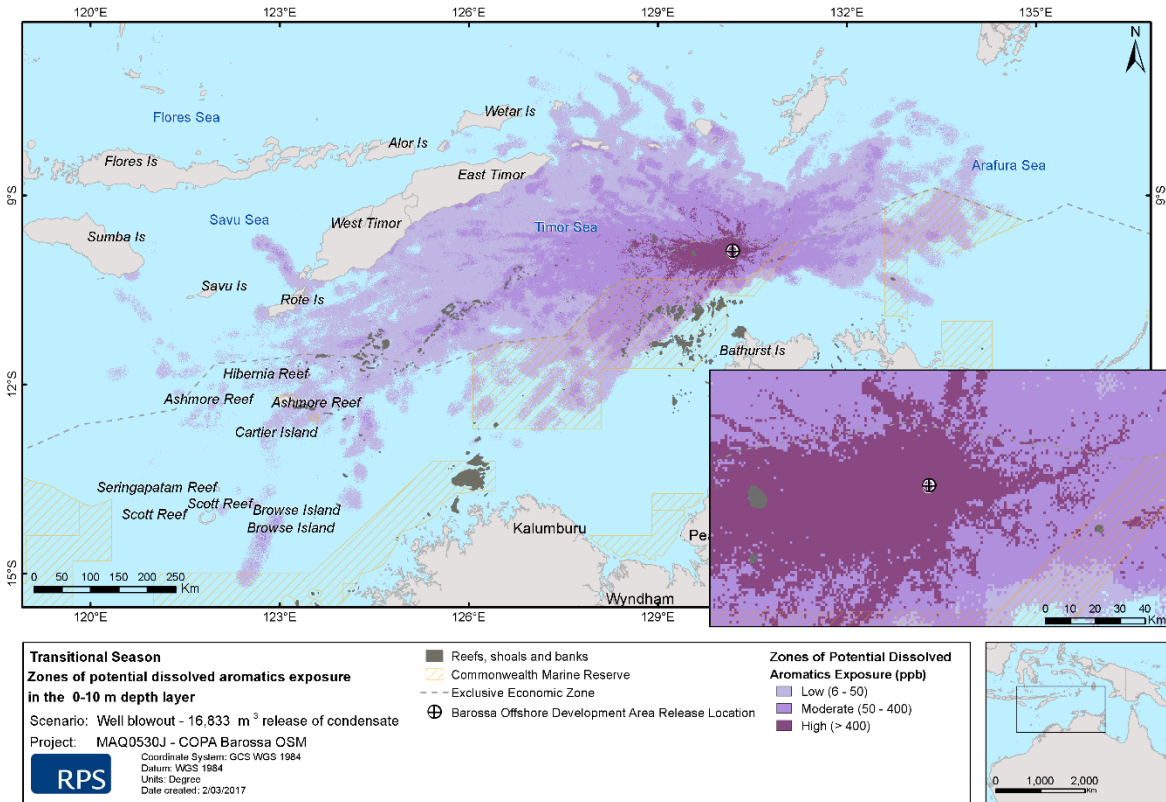 120°E 123°E 126°E 129°E 132°E 135°E
N
Flores Sea
Wetar Is
Alor Is
Flores Is
East Timor
Arafura Sea
9°S 9°S
Savu Sea
West Timor
Timor Sea
Sumba Is
Savu Is
Rote Is
Bathurst Is
12°S
Hibernia Reef
Ashmore Reef Ashmore Reef
Cartier Island
Seringapatam Reef
Scott Reef
Scott Reef Browse Island
Browse Island
Kalumburu
Pea
15°S
0 50 100 150 200 250
Km
Wyndham
0 10 20 30 40
Km
120°E 123°E 126°E 129°E
Transitional Season
Zones of potential dissolved aromatics exposure
in the 0-10 m depth layer
Scenario: Well blowout - 16,833 m³ release of condensate
Project: MAQ0530J - COPA Barossa OSM
RPS
Coordinate System: GCS WGS 1984
Datum: WGS 1984
Units: Degree
Date created: 2/03/2017
Reefs, shoals and banks
Commonwealth Marine Reserve
Exclusive Economic Zone
Barossa Offshore Development Area Release Location
Zones of Potential Dissolved
Aromatics Exposure (ppb)
Low (6 - 50)
Moderate (50 - 400)
High (> 400)
0 1,000 2,000
Km